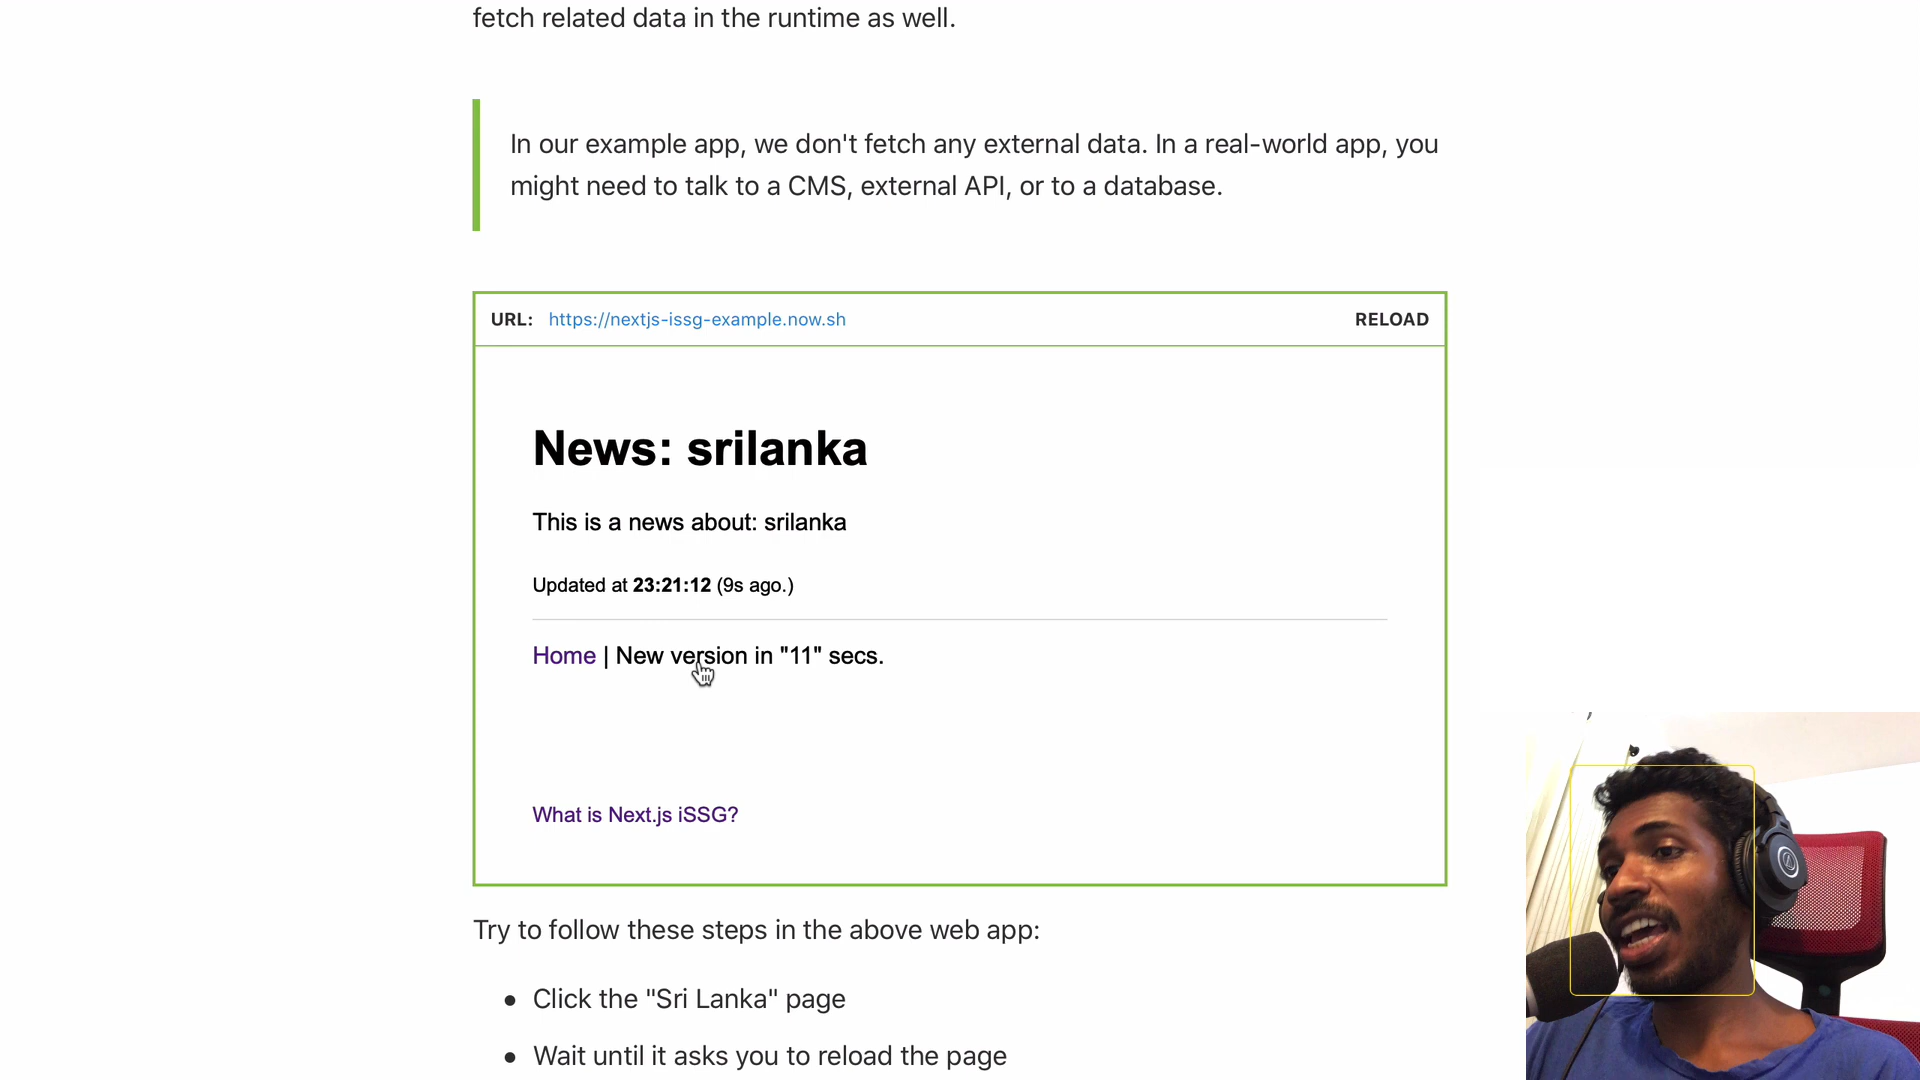 fetch related data in the runtime as well.
In our example app, we don't fetch any external data. In a real-world app, you
might need to talk to a CMS, external API, or to a database.
URL: https://nextjs-issg-example.now.sh RELOAD
News: srilanka
This is a news about: srilanka
Updated at 23:21:12 (9s ago.)
Home | New version in "11" secs.
What is Next.js iSSG?
Try to follow these steps in the above web app:
• Click the "Sri Lanka" page
• Wait until it asks you to reload the page